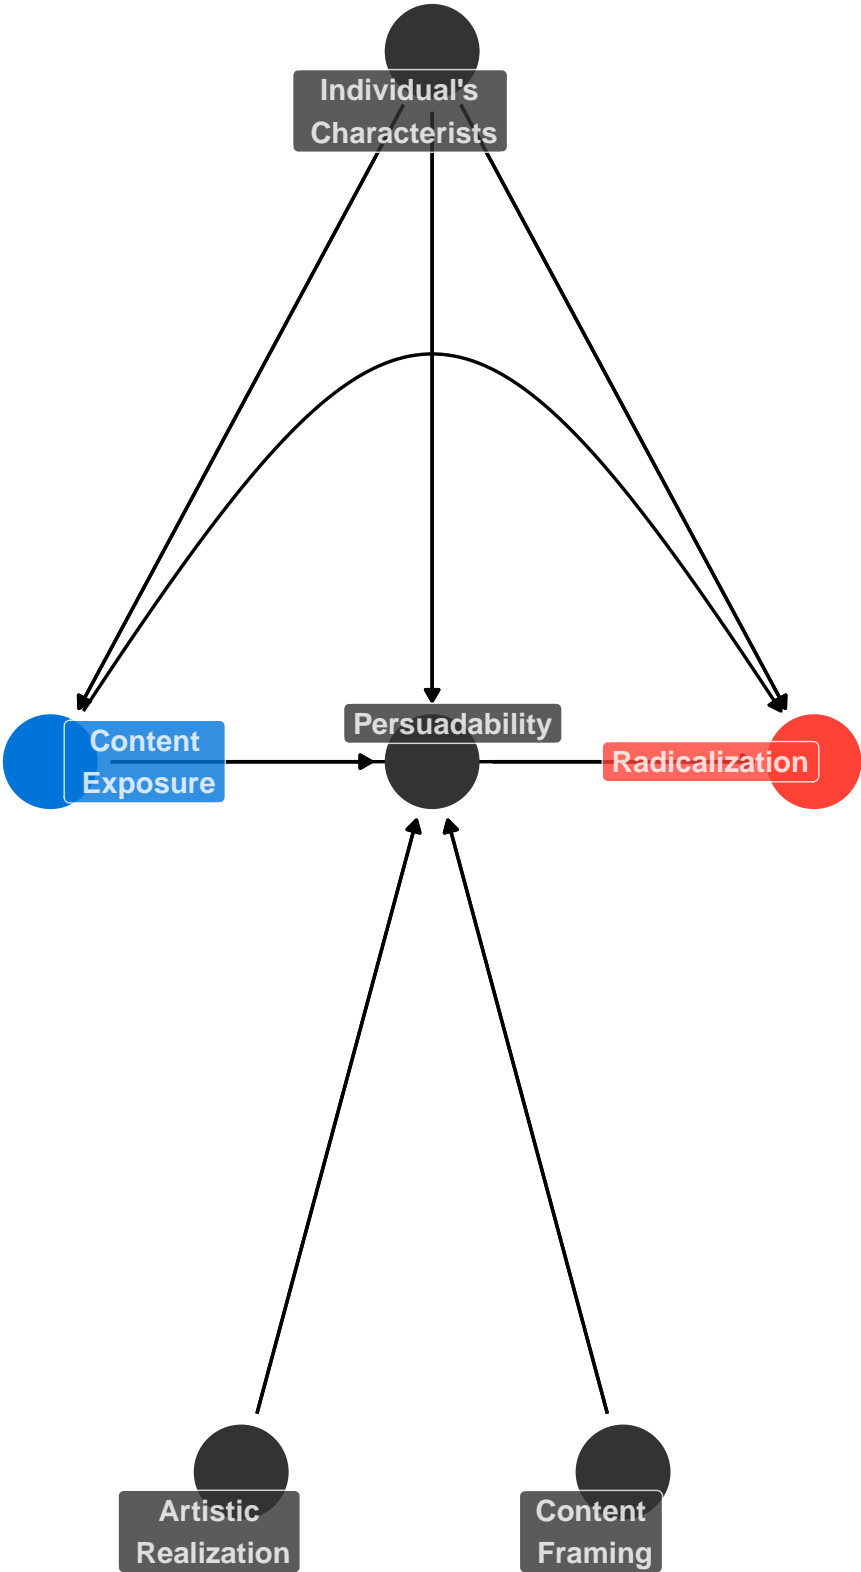 Individual's
Characterists
Persuadability
Content
Exposure
Radicalization
Artistic
Realization
Content
Framing